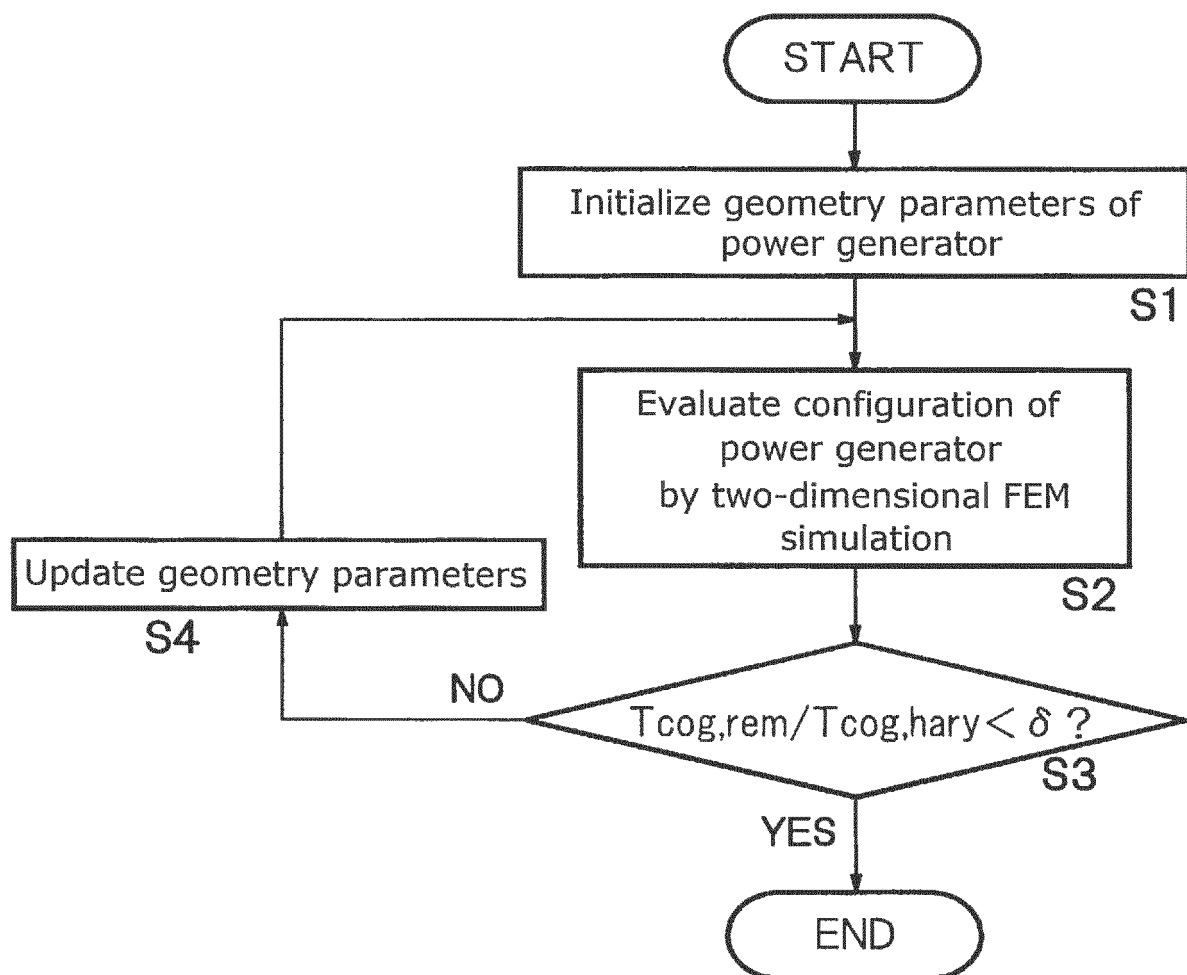 START
Initialize geometry parameters of
power generator
S1
Evaluate configuration of
power generator
by two-dimensional FEM
simulation
S2
Update geometry parameters
S4
NO
Tcog,rem/Tcog,hary< δ ?
S3
YES
END